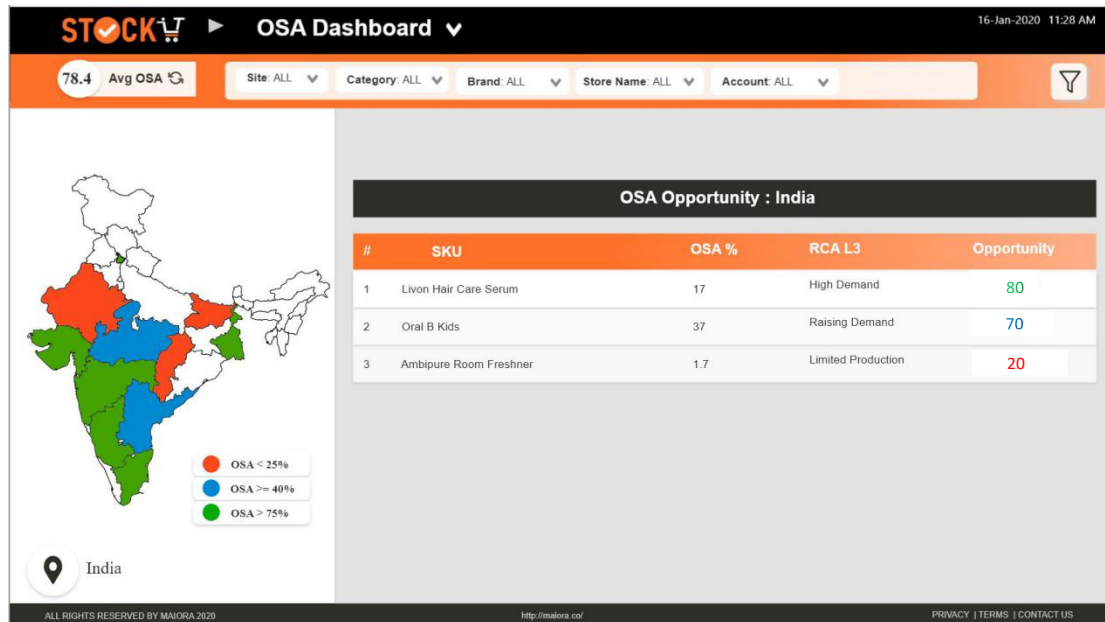 STOCK OSA Dashboard 16-Jan-2020 11:28 AM
78.4 Avg OSA Site: ALL Category: ALL Brand: ALL Store Name: ALL Account: ALL
OSA Opportunity : India
# SKU OSA % RCA L3 Opportunity
1 Livon Hair Care Serum 17 High Demand 80
2 Oral B Kids 37 Raising Demand 70
3 Ambipure Room Freshner 1.7 Limited Production 20
OSA < 25%
OSA >= 40%
OSA > 75%
India
ALL RIGHTS RESERVED BY MAIORA 2020 http://maiora.co/ PRIVACY | TERMS | CONTACT US